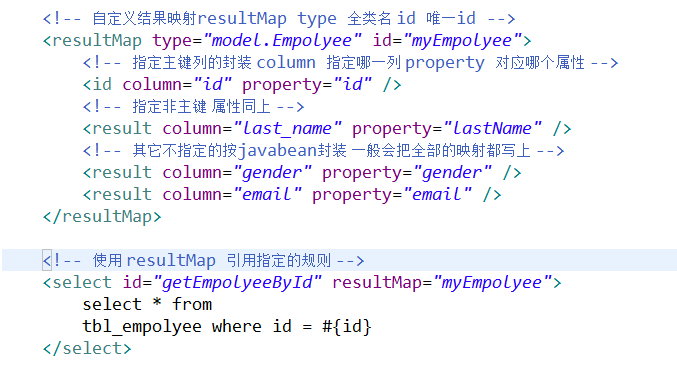 <!-- 自定义结果映射resultMap type 全类名 id 唯一id -->
<resultMap type="model.Empolyee" id="myEmpolyee">
<!-- 指定主键列的封装 column 指定哪一列 property 对应哪个属性 -->
<id column="id" property="id" />
<!-- 指定非主键 属性同上 -->
<result column="last_name" property="lastName" />
<!-- 其它不指定的按javabean封装 一般会把全部的映射都写上 -->
<result column="gender" property="gender" />
<result column="email" property="email" />
</resultMap>
<!-- 使用 resultMap 引用指定的规则 -->
<select id="getEmpolyeeById" resultMap="myEmpolyee">
select * from
tbl_empolyee where id = #{id}
</select>